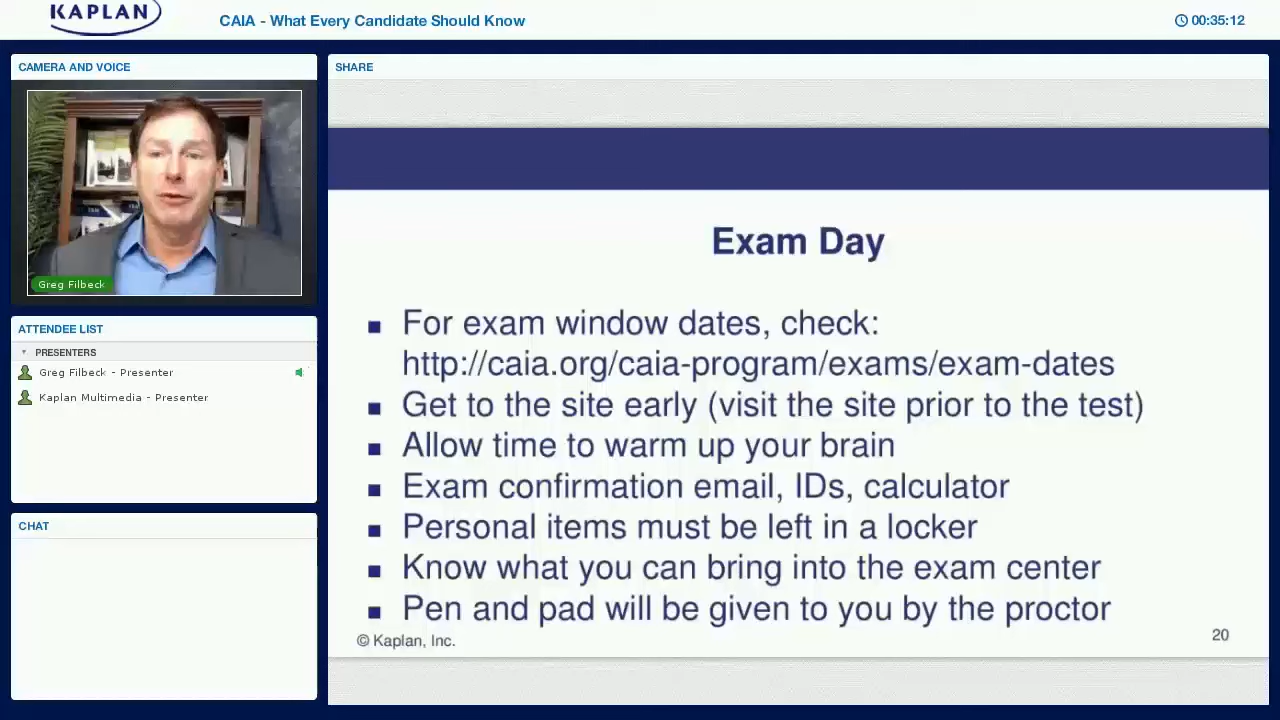 KAPLAN
CAIA - What Every Candidate Should Know
00:35:12
CAMERA AND VOICE
Greg Filbeck
ATTENDEE LIST
PRESENTERS
Greg Filbeck - Presenter
Kaplan Multimedia - Presenter
CHAT
SHARE
Exam Day
For exam window dates, check:
http://caia.org/caia-program/exams/exam-dates
Get to the site early (visit the site prior to the test)
Allow time to warm up your brain
Exam confirmation email, IDs, calculator
Personal items must be left in a locker
Know what you can bring into the exam center
Pen and pad will be given to you by the proctor
© Kaplan, Inc.
20